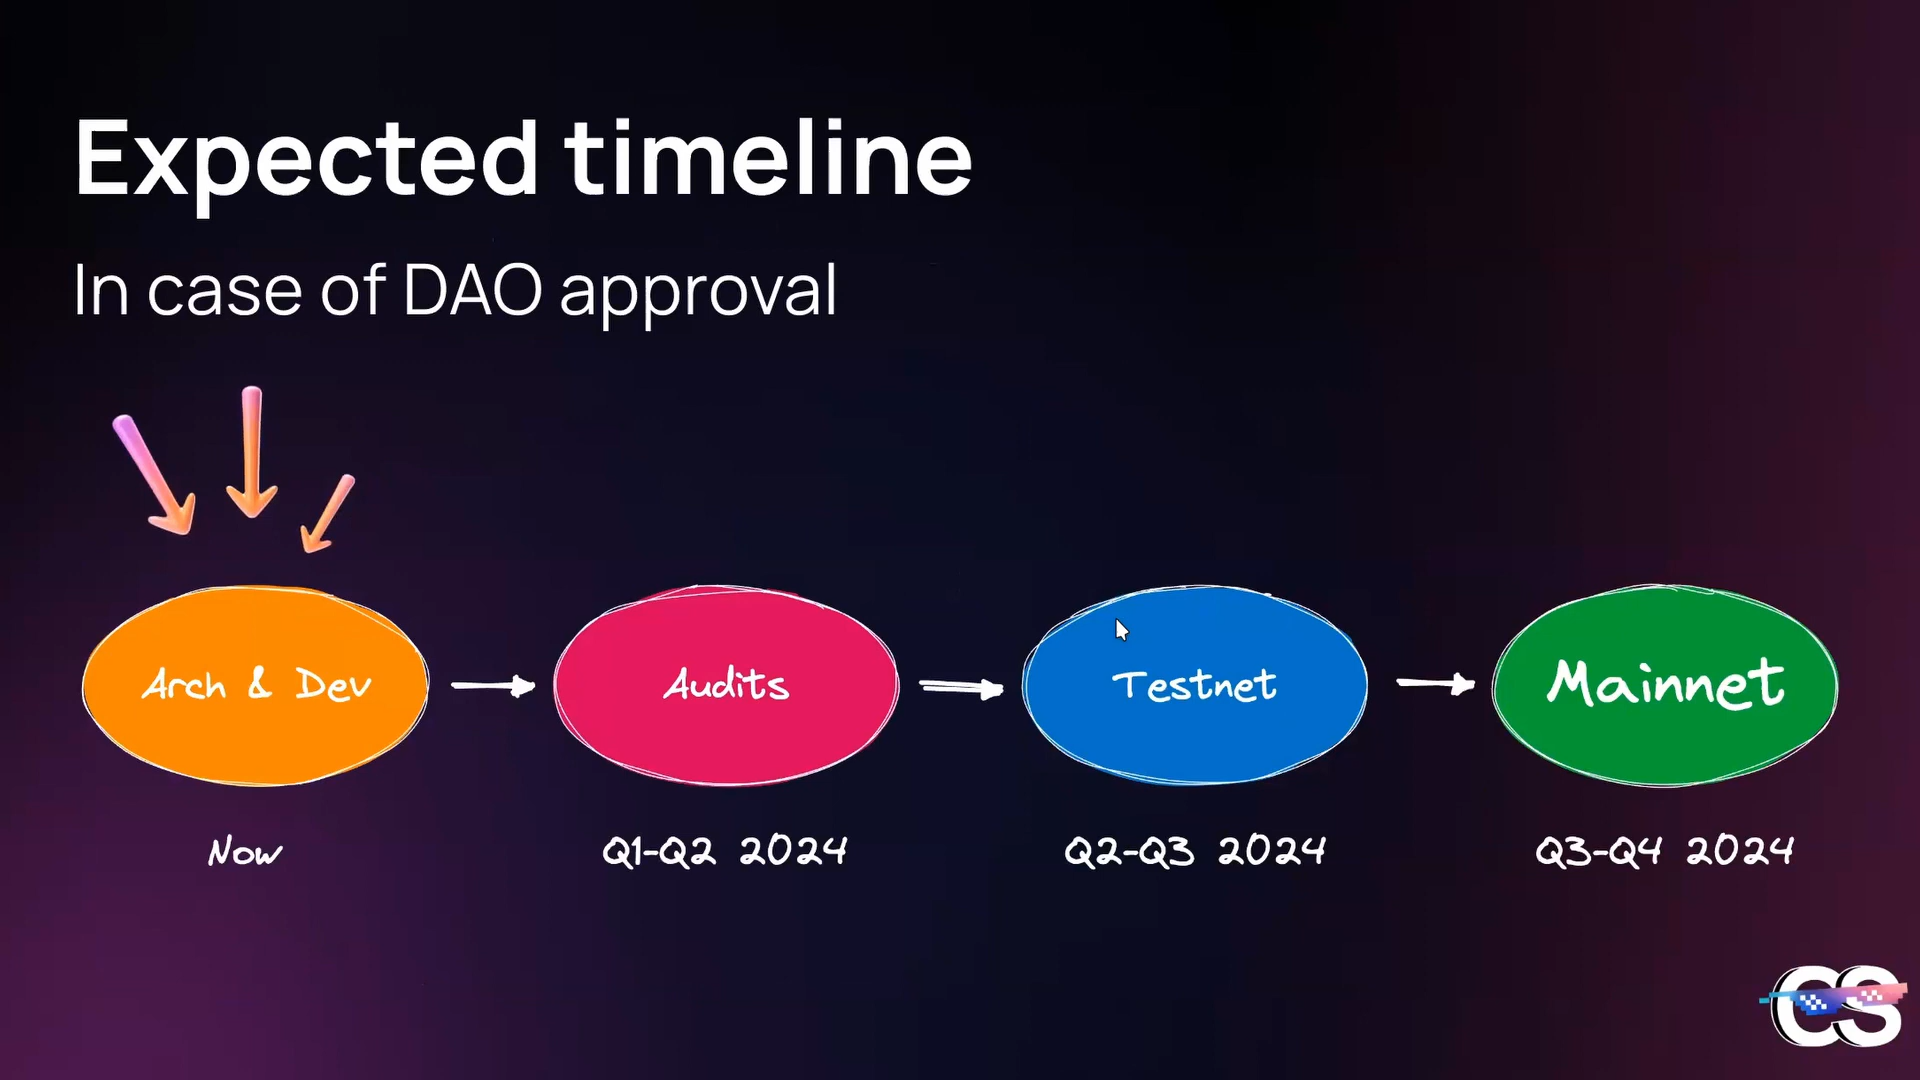 Expected timeline
In case of DAO approval
Arch & Dev
Audits
Testnet
Mainnet
Now
Q1-Q2 2024
Q2-Q3 2024
Q3-Q4 2024
CS